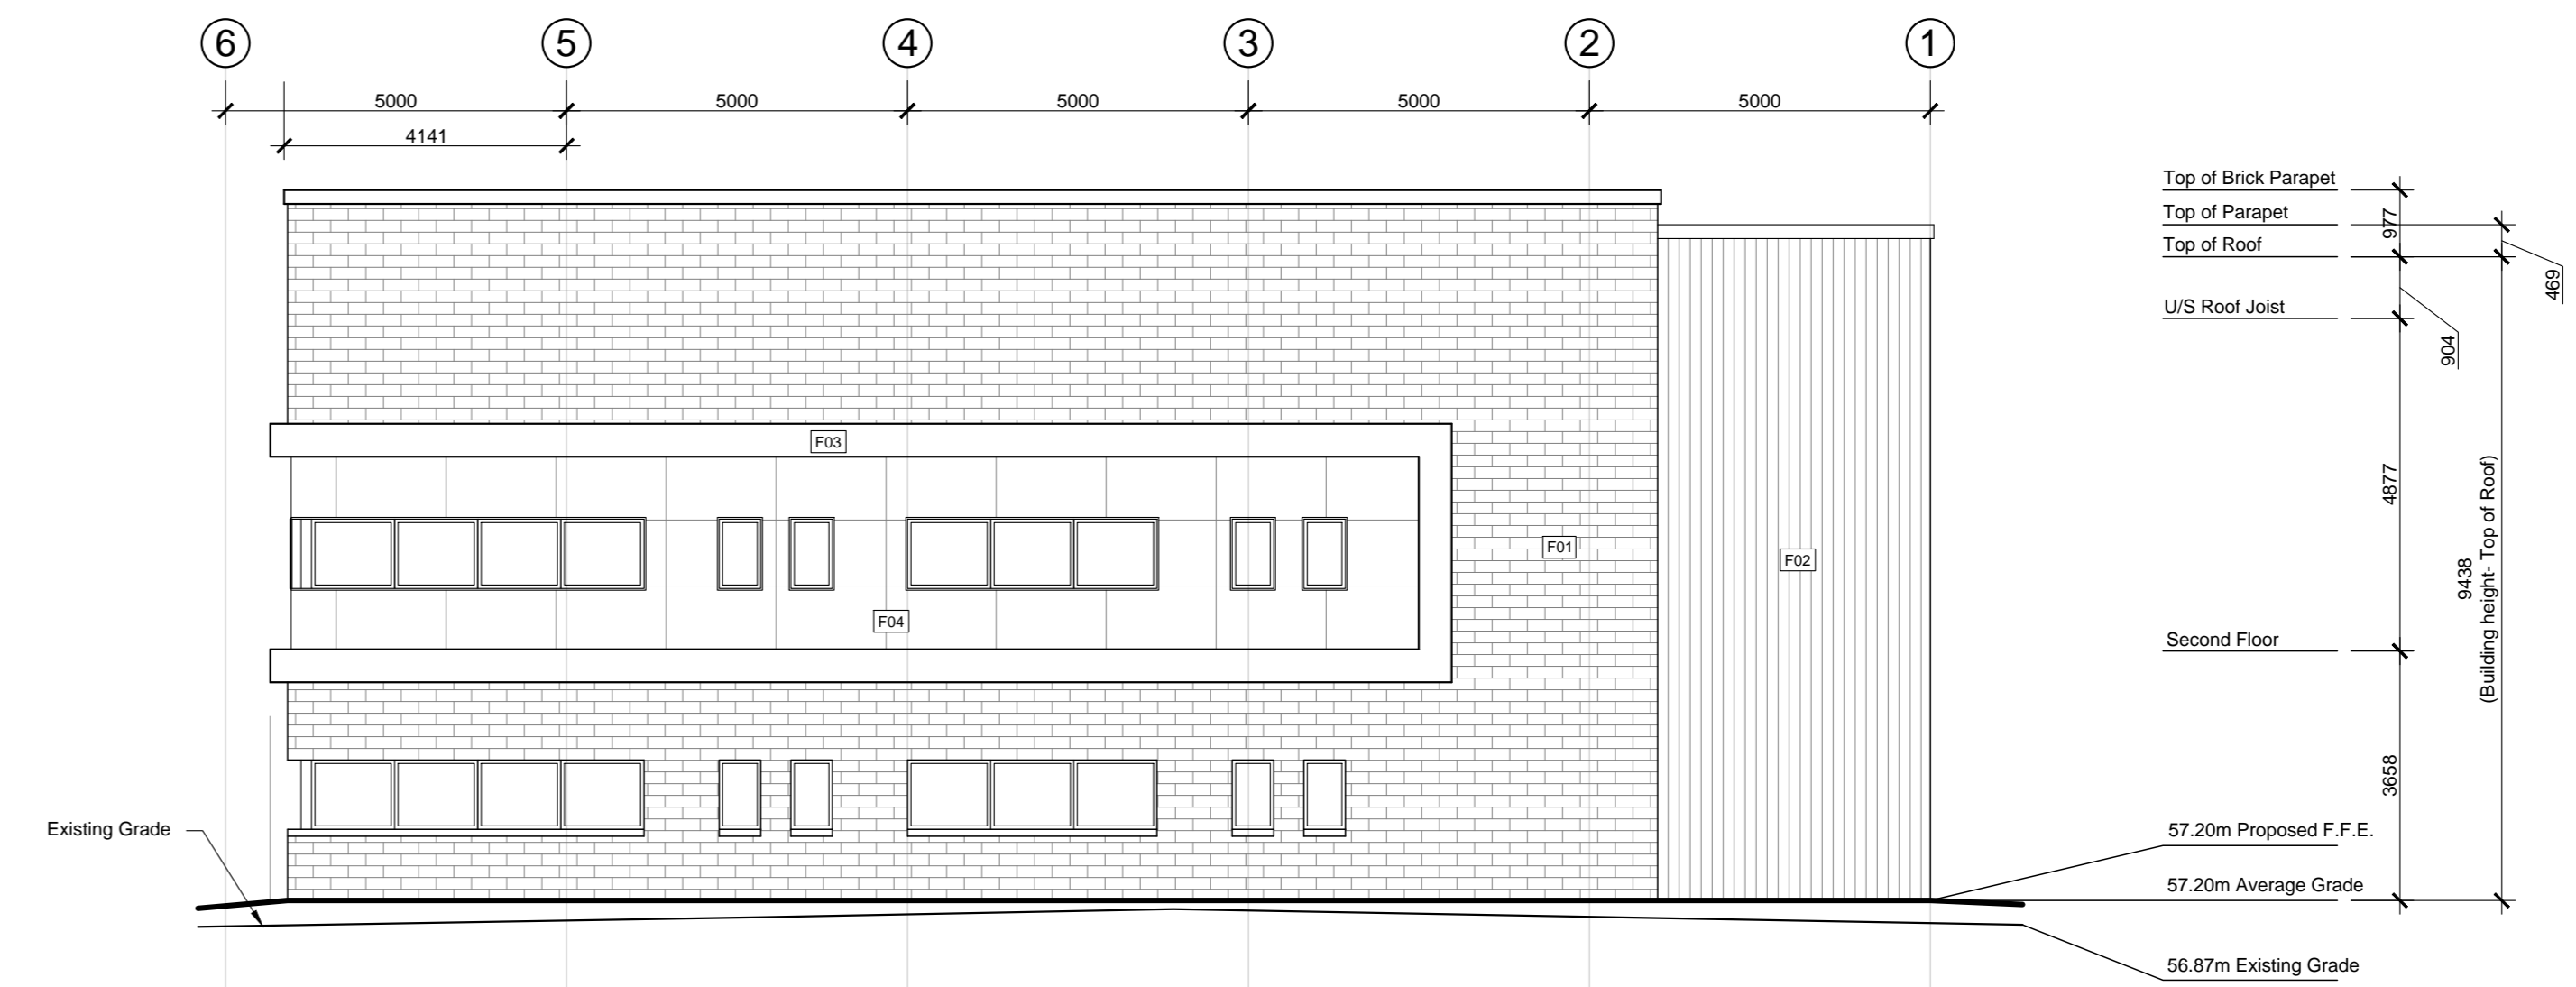 6 5 4 3 2 1
5000 5000 5000 5000 5000
4141
Top of Brick Parapet
Top of Parapet
977
Top of Roof
469
U/S Roof Joist
904
F03
4877
F01
F02
9438
(Building height- Top of Roof)
F04
Second Floor
3658
Existing Grade
57.20m Proposed F.F.E.
57.20m Average Grade
56.87m Existing Grade